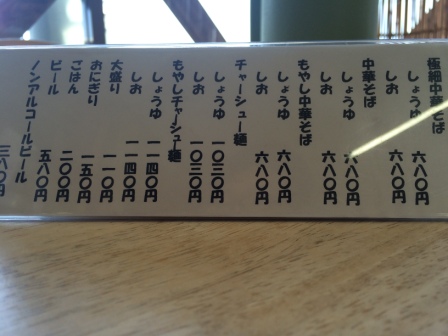 極細中華そば
しょうゆ 六八〇円
しお 六八〇円
中華そば
しょうゆ 六八〇円
しお 六八〇円
もやし中華そば
しょうゆ 六八〇円
しお 六八〇円
チャーシュー麺
しょうゆ 一〇三〇円
しお 一〇三〇円
もやしチャーシュー麺
しょうゆ 一一四〇円
しお 一一四〇円
大盛り 一一〇円
おにぎり 一五〇円
ごはん 二〇〇円
ビール 五八〇円
ノンアルコールビール 三八〇円